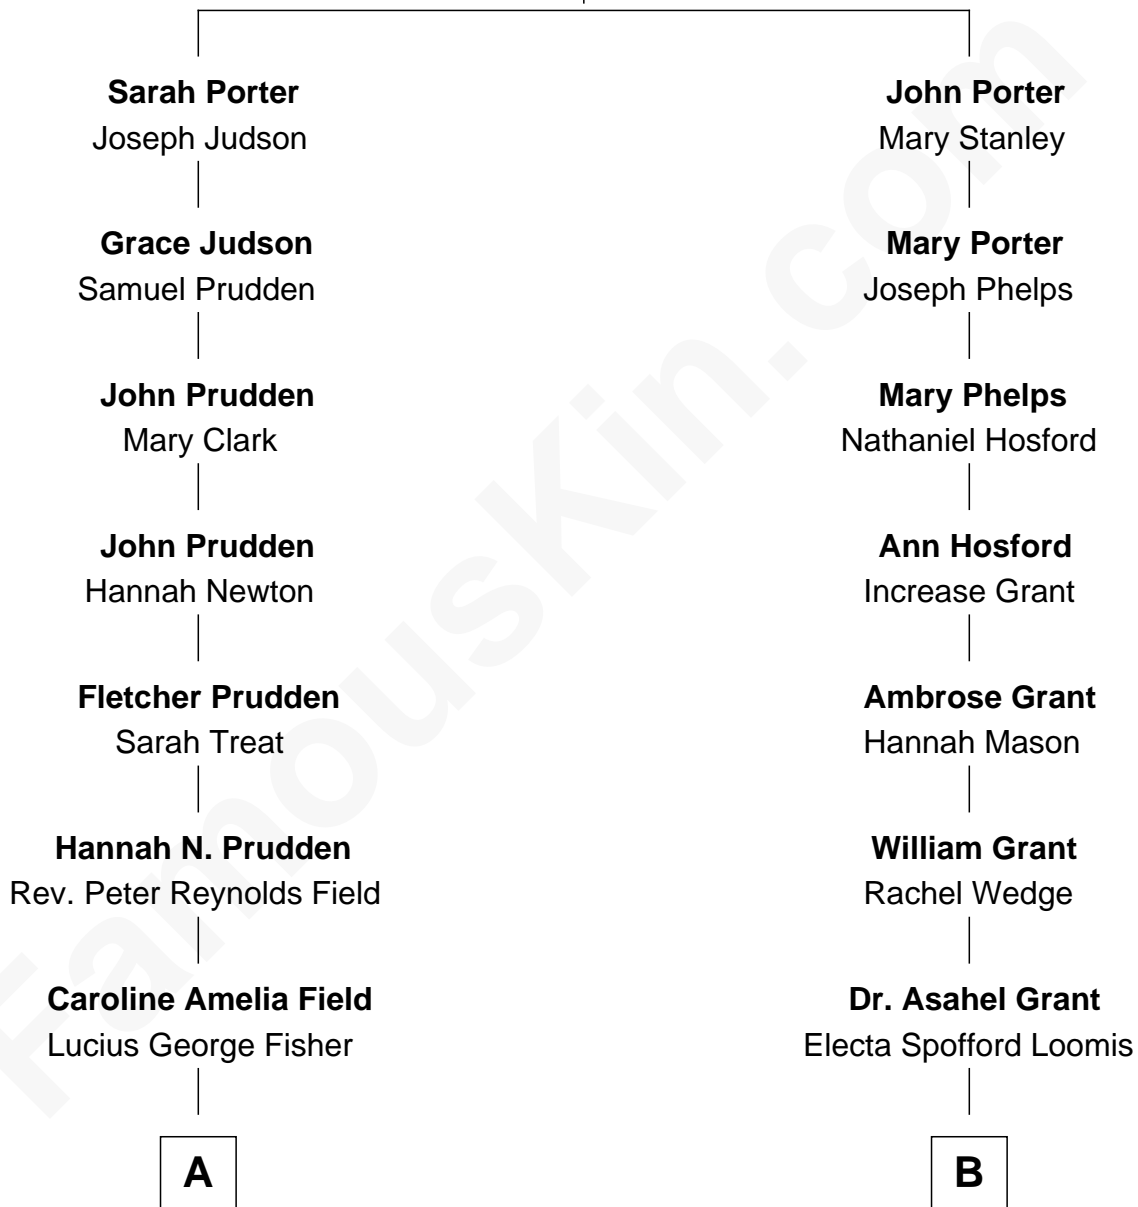 Sarah Porter
Joseph Judson
John Porter
Mary Stanley
Grace Judson
Samuel Prudden
Mary Porter
Joseph Phelps
John Prudden
Mary Clark
Mary Phelps
Nathaniel Hosford
John Prudden
Hannah Newton
Ann Hosford
Increase Grant
Fletcher Prudden
Sarah Treat
Ambrose Grant
Hannah Mason
Hannah N. Prudden
Rev. Peter Reynolds Field
William Grant
Rachel Wedge
Caroline Amelia Field
Lucius George Fisher
Dr. Asahel Grant
Electa Spofford Loomis
A
B
FamousKin.com